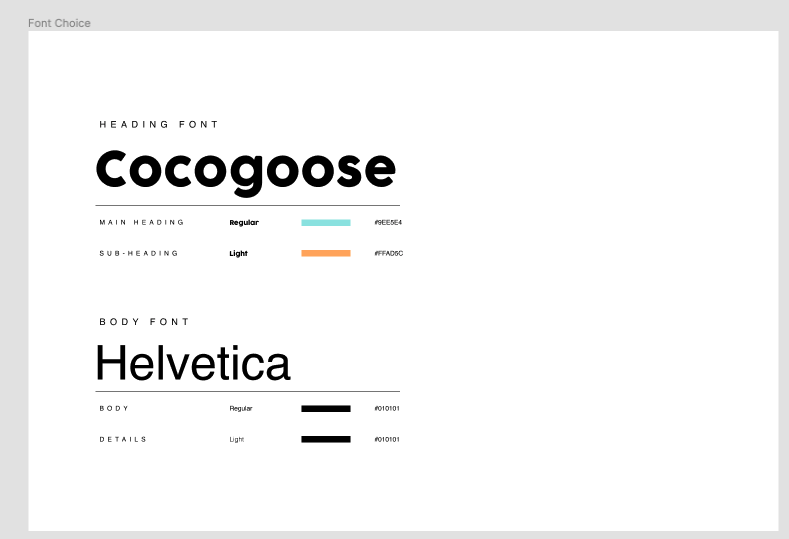 Font Choice
HEADING FONT
Cocogoose
MAIN HEADING Regular #9EE5E4
SUB-HEADING Light #FFAD5C
BODY FONT
Helvetica
BODY Regular #010101
DETAILS Light #010101